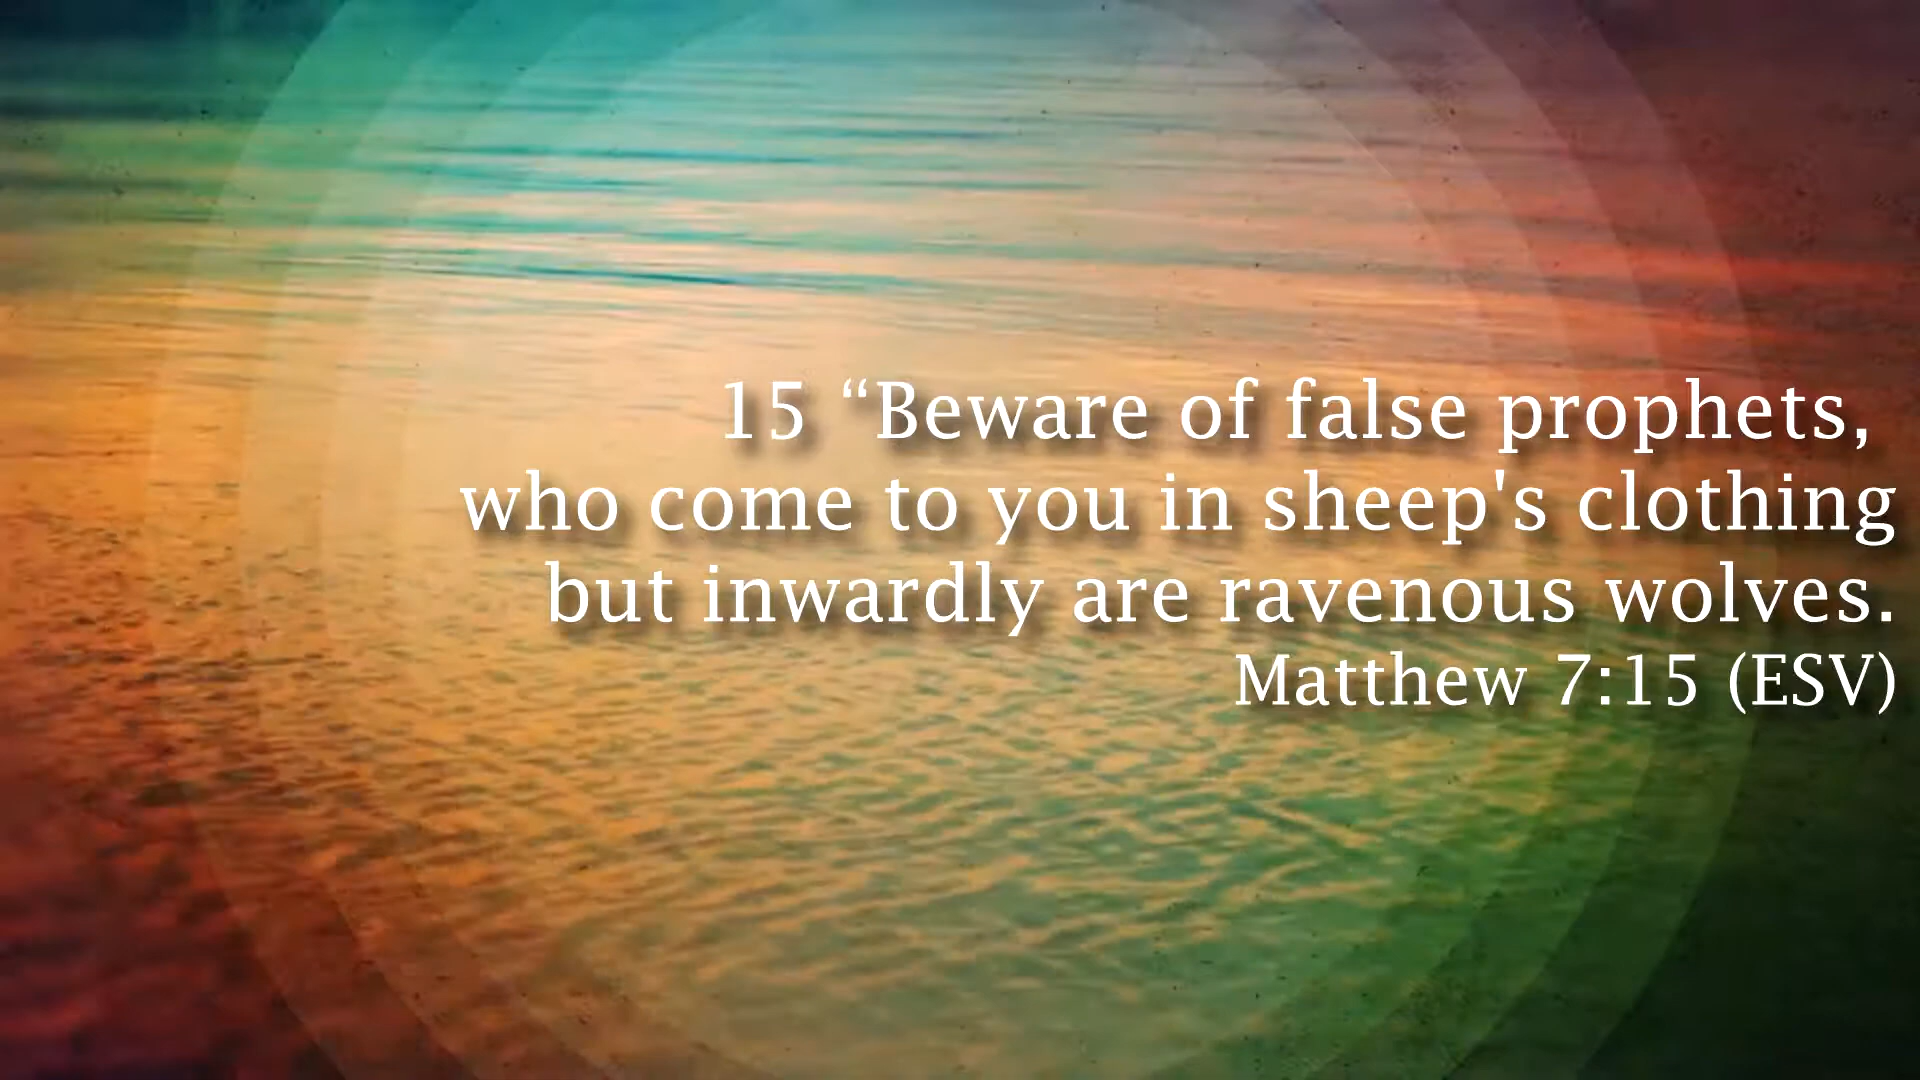 15 “Beware of false prophets,
who come to you in sheep's clothing
but inwardly are ravenous wolves.
Matthew 7:15 (ESV)